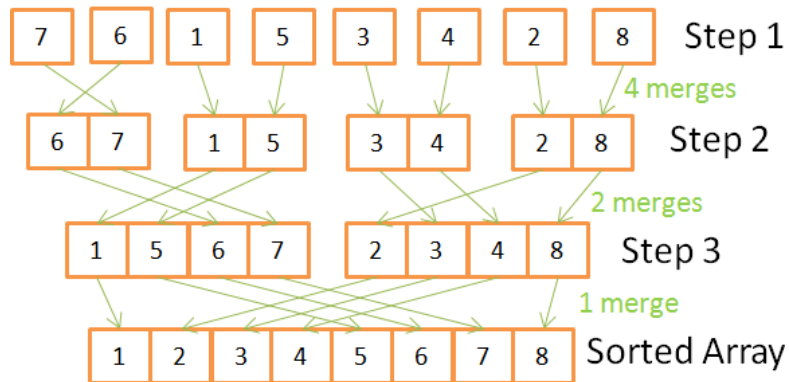 7 6 1 5 3 4 2 8 Step 1
4 merges
6 7 1 5 3 4 2 8 Step 2
2 merges
1 5 6 7 2 3 4 8 Step 3
1 merge
1 2 3 4 5 6 7 8 Sorted Array